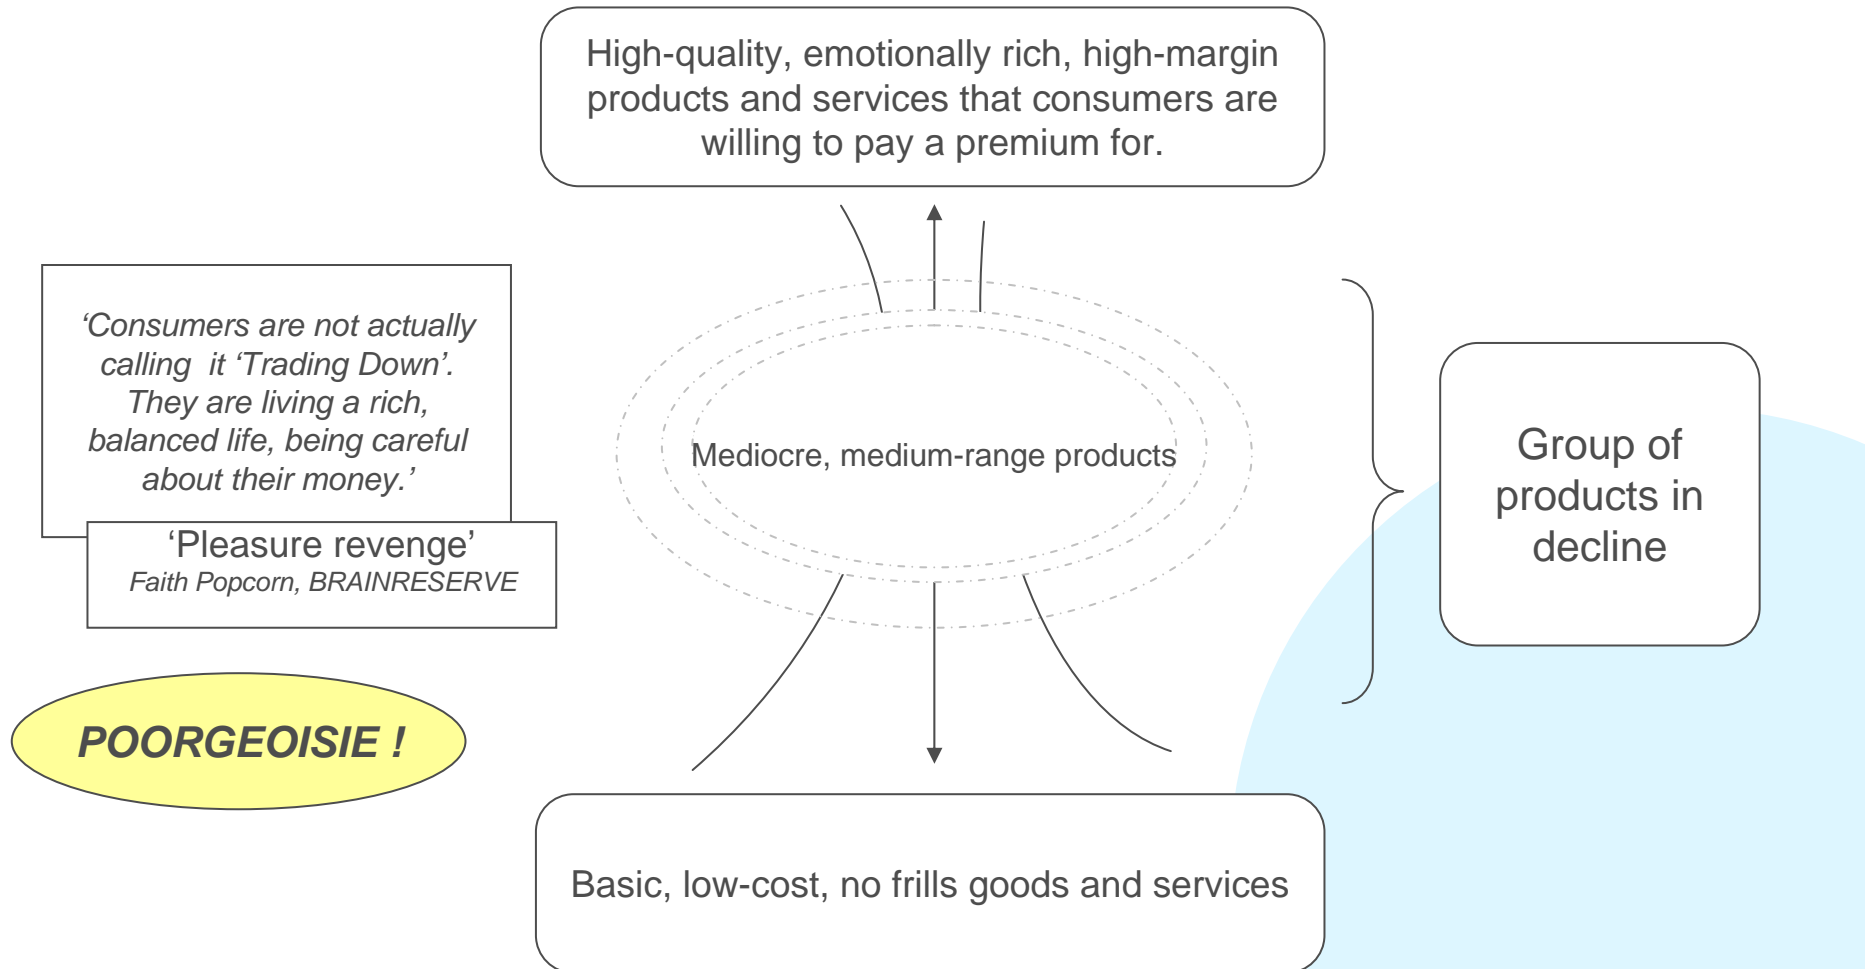 High-quality, emotionally rich, high-margin
products and services that consumers are
willing to pay a premium for.
‘Consumers are not actually
calling  it ‘Trading Down’.
They are living a rich,
balanced life, being careful
about their money.’
‘Pleasure revenge’
Faith Popcorn, BRAINRESERVE
POORGEOISIE !
Mediocre, medium-range products
Group of
products in
decline
Basic, low-cost, no frills goods and services